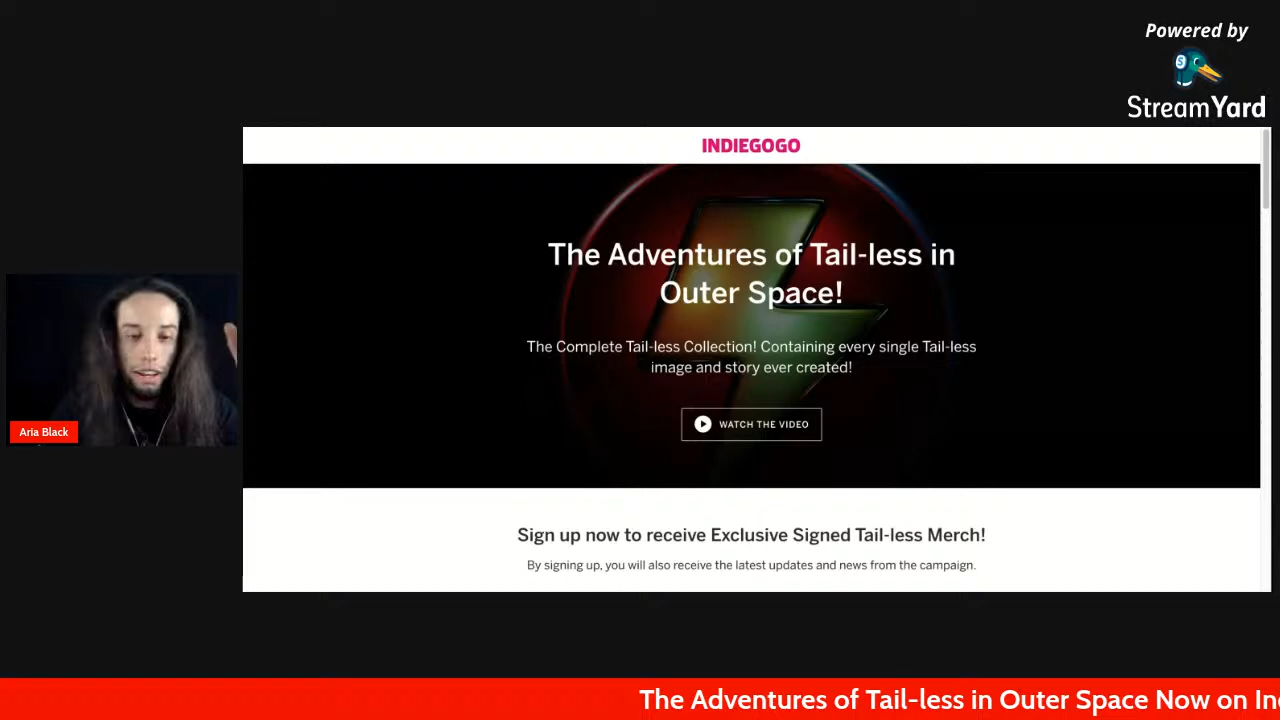 Powered by
StreamYard
INDIEGOGO
The Adventures of Tail-less in
Outer Space!
The Complete Tail-less Collection! Containing every single Tail-less
image and story ever created!
WATCH THE VIDEO
Aria Black
Sign up now to receive Exclusive Signed Tail-less Merch!
By signing up, you will also receive the latest updates and news from the campaign.
The Adventures of Tail-less in Outer Space Now on